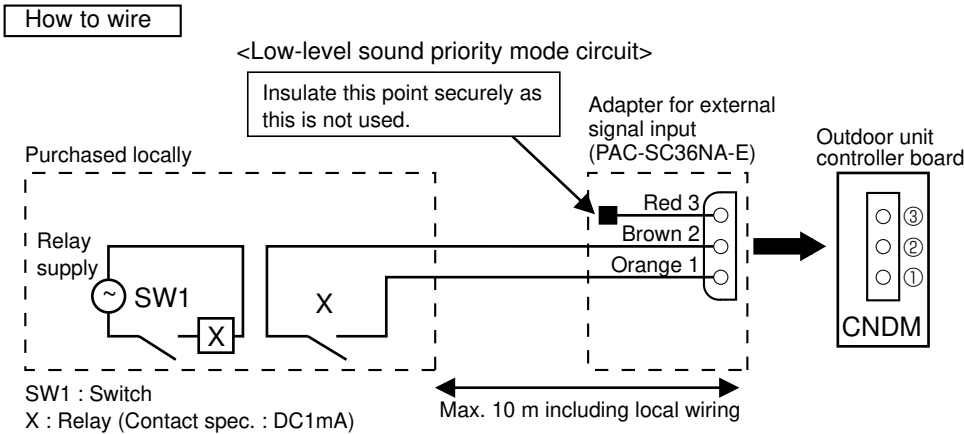 How to wire
<Low-level sound priority mode circuit>
Insulate this point securely as
this is not used.
Adapter for external
signal input
(PAC-SC36NA-E)
Outdoor unit
controller board
Purchased locally
Relay
supply
~
SW1
X
X
Red 3
Brown 2
Orange 1
③
②
①
CNDM
SW1 : Switch
X : Relay (Contact spec. : DC1mA)
Max. 10 m including local wiring